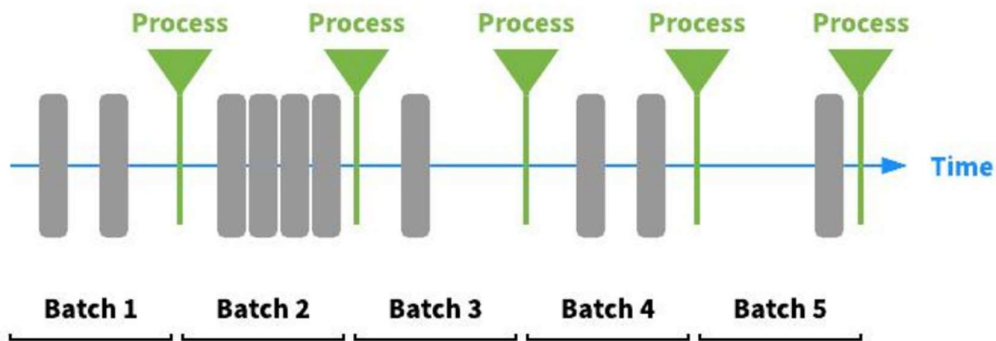 Process Process Process Process Process
Time
Batch 1 Batch 2 Batch 3 Batch 4 Batch 5